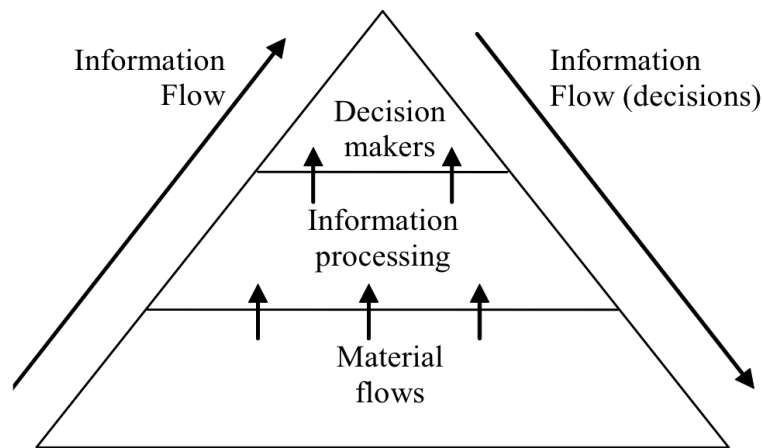 Information
Flow
Information
Flow (decisions)
Decision
makers
Information
processing
Material
flows